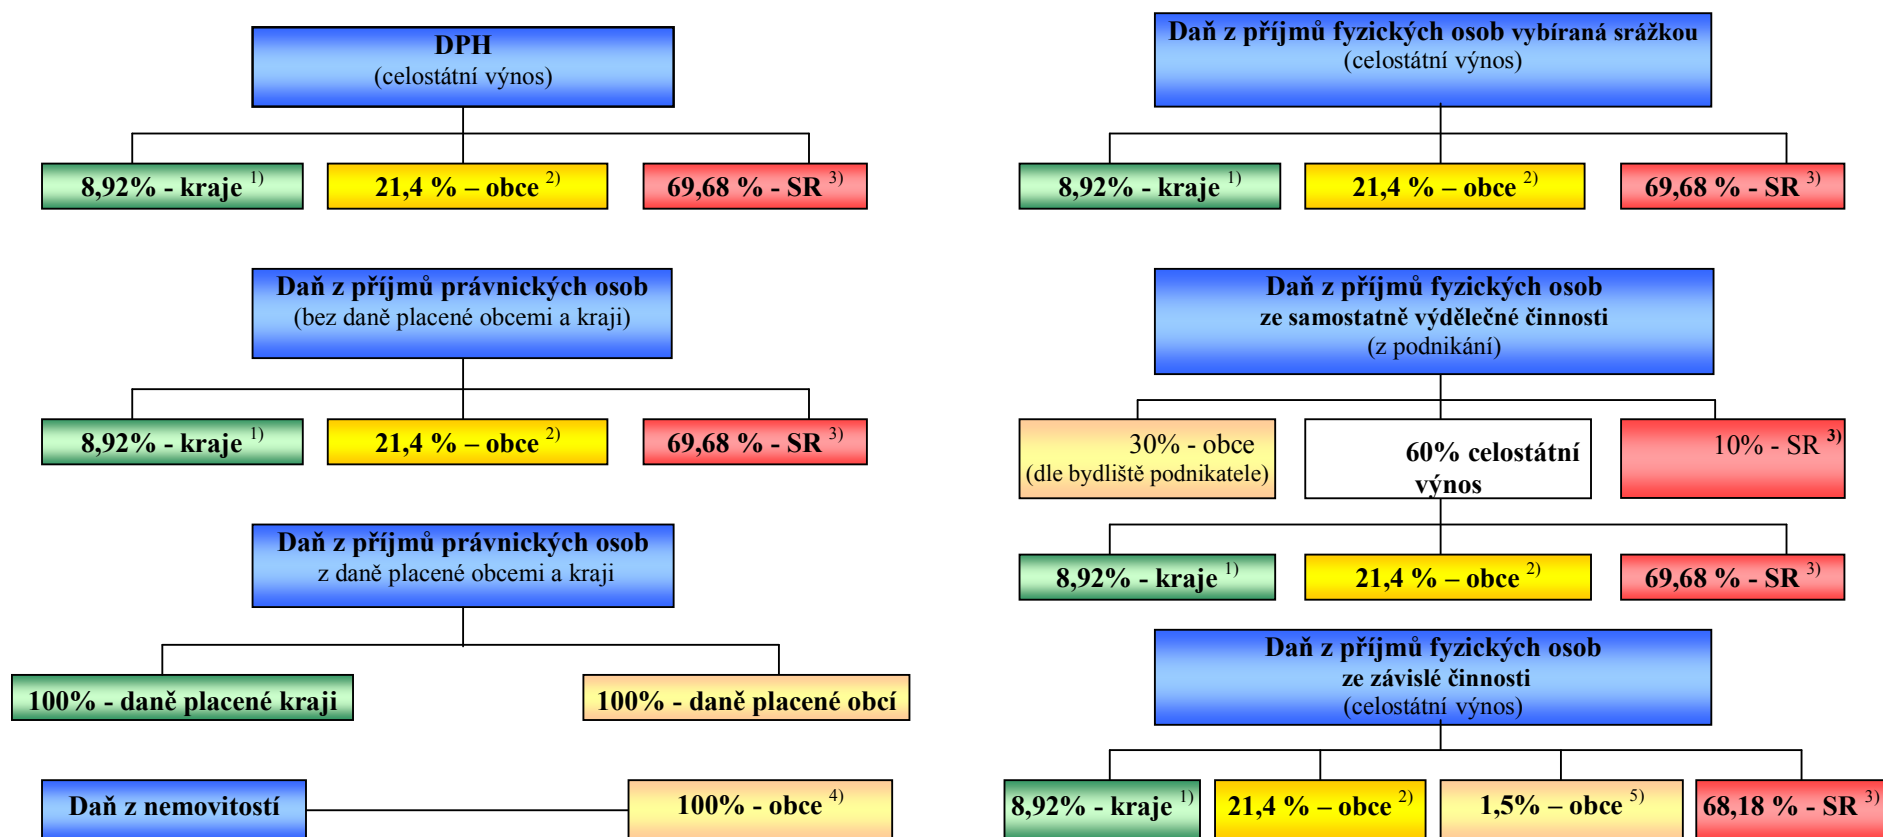 DPH
(celostátní výnos)
8,92% - kraje 1)
21,4 % – obce 2)
69,68 % - SR 3)
Daň z příjmů právnických osob
(bez daně placené obcemi a kraji)
8,92% - kraje 1)
21,4 % – obce 2)
69,68 % - SR 3)
Daň z příjmů právnických osob
z daně placené obcemi a kraji
100% - daně placené kraji
100% - daně placené obcí
Daň z nemovitostí
100% - obce 4)
Daň z příjmů fyzických osob vybíraná srážkou
(celostátní výnos)
8,92% - kraje 1)
21,4 % – obce 2)
69,68 % - SR 3)
Daň z příjmů fyzických osob
ze samostatně výdělečné činnosti
(z podnikání)
30% - obce
(dle bydliště podnikatele)
60% celostátní
výnos
10% - SR 3)
8,92% - kraje 1)
21,4 % – obce 2)
69,68 % - SR 3)
Daň z příjmů fyzických osob
ze závislé činnosti
(celostátní výnos)
8,92% - kraje 1)
21,4 % – obce 2)
1,5% – obce 5)
68,18 % - SR 3)